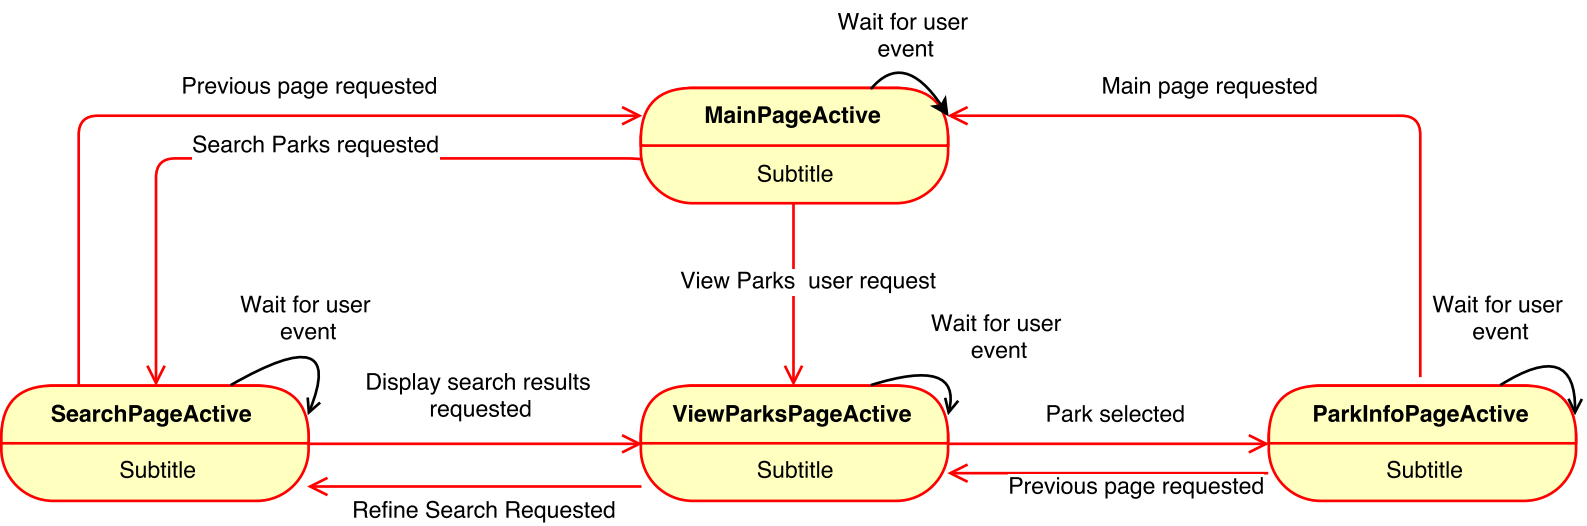 Wait for user
event
Previous page requested
Main page requested
MainPageActive
Search Parks requested
Subtitle
View Parks  user request
Wait for user
event
Wait for user
event
Wait for user
event
Display search results
requested
SearchPageActive
ViewParksPageActive
Park selected
ParkInfoPageActive
Subtitle
Subtitle
Subtitle
Previous page requested
Refine Search Requested